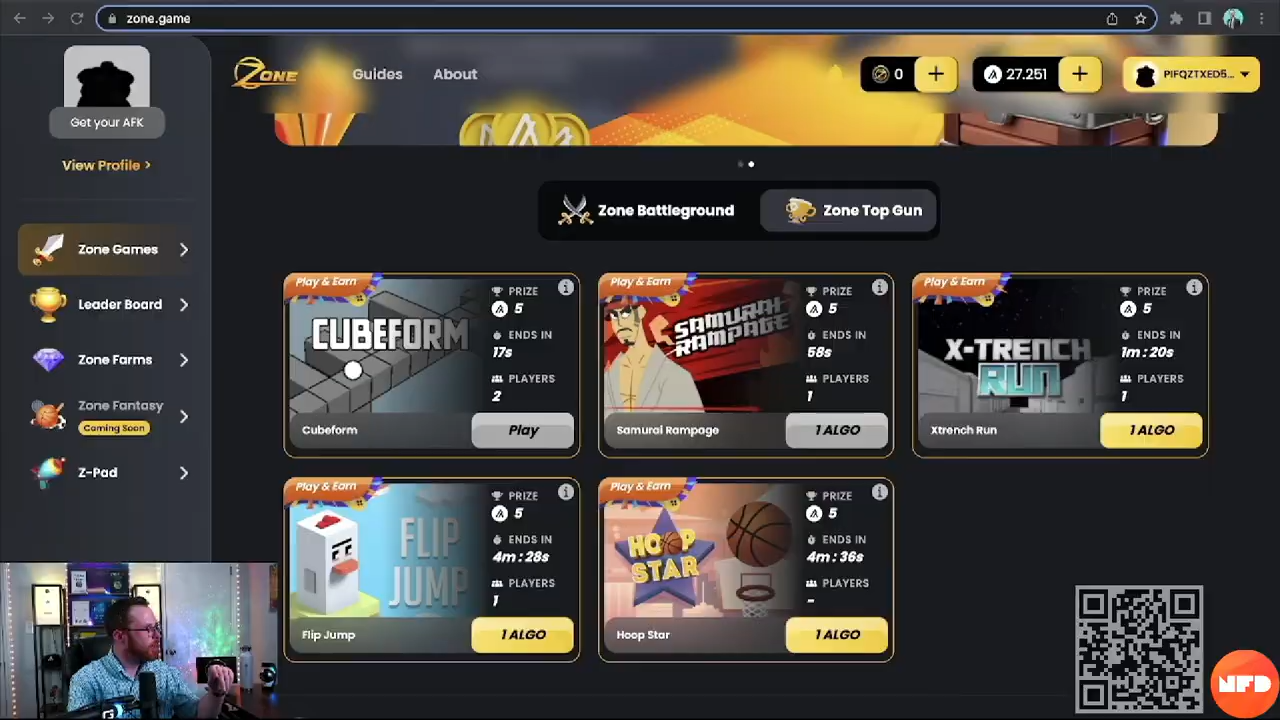 zone.game
Get your AFK
View Profile >
Zone Games
Leader Board
Zone Farms
Zone Fantasy
Coming Soon
Z-Pad
ZONE
Guides
About
0
+
27.251
+
PIFQZTXED5...
Zone Battleground
Zone Top Gun
Play & Earn
CUBEFORM
PRIZE
5
ENDS IN
17s
PLAYERS
2
Cubeform
Play
Play & Earn
SAMURAI
RAMPAGE
PRIZE
5
ENDS IN
58s
PLAYERS
1
Samurai Rampage
1 ALGO
Play & Earn
X-TRENCH
RUN
PRIZE
5
ENDS IN
1m : 20s
PLAYERS
1
Xtrench Run
1 ALGO
Play & Earn
FLIP
JUMP
PRIZE
5
ENDS IN
4m : 28s
PLAYERS
1
Flip Jump
1 ALGO
Play & Earn
HOOP
STAR
PRIZE
5
ENDS IN
4m : 36s
PLAYERS
-
Hoop Star
1 ALGO
NFD